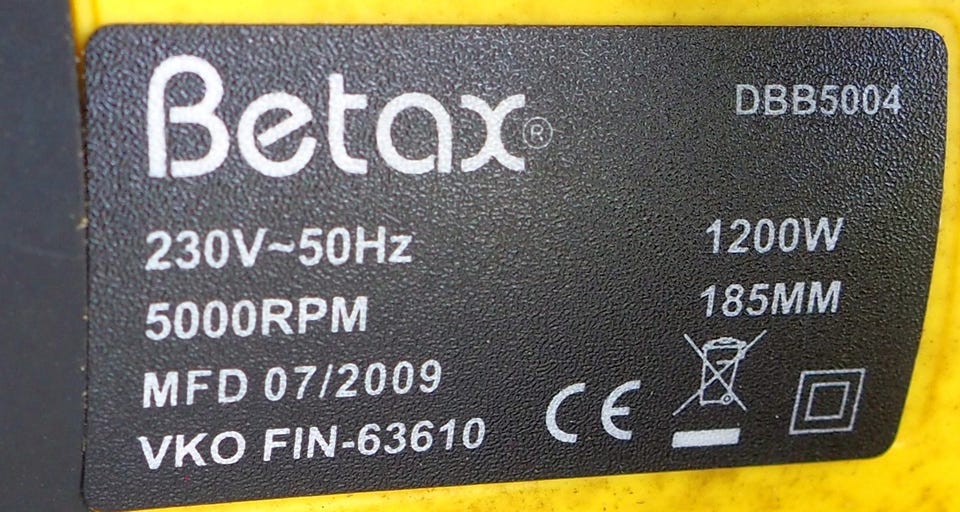 Betax®
DBB5004
230V~50Hz
1200W
5000RPM
185MM
MFD 07/2009
VKO FIN-63610
CE